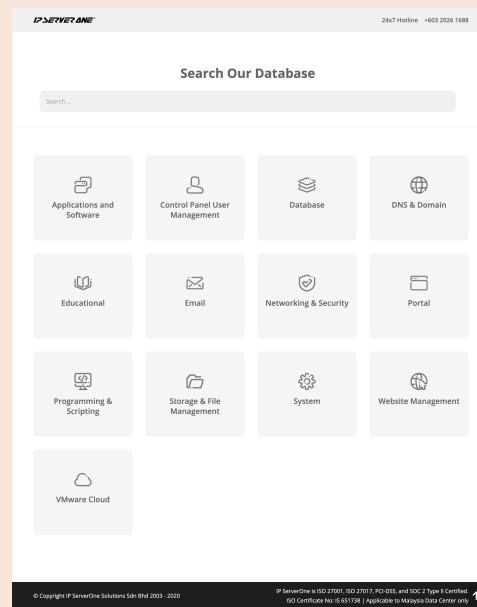 IP SERVER ONE
24x7 Hotline +603 2026 1688
Search Our Database
Search ...
Applications and
Software
Control Panel User
Management
Database
DNS & Domain
Educational
Email
Networking & Security
Portal
Programming &
Scripting
Storage & File
Management
System
Website Management
VMware Cloud
© Copyright IP ServerOne Solutions Sdn Bhd 2003 - 2020
IP ServerOne is ISO 27001, ISO 27017, PCI-DSS, and SOC 2 Type II Certified.
ISO Certificate No: IS 651738 | Applicable to Malaysia Data Center only